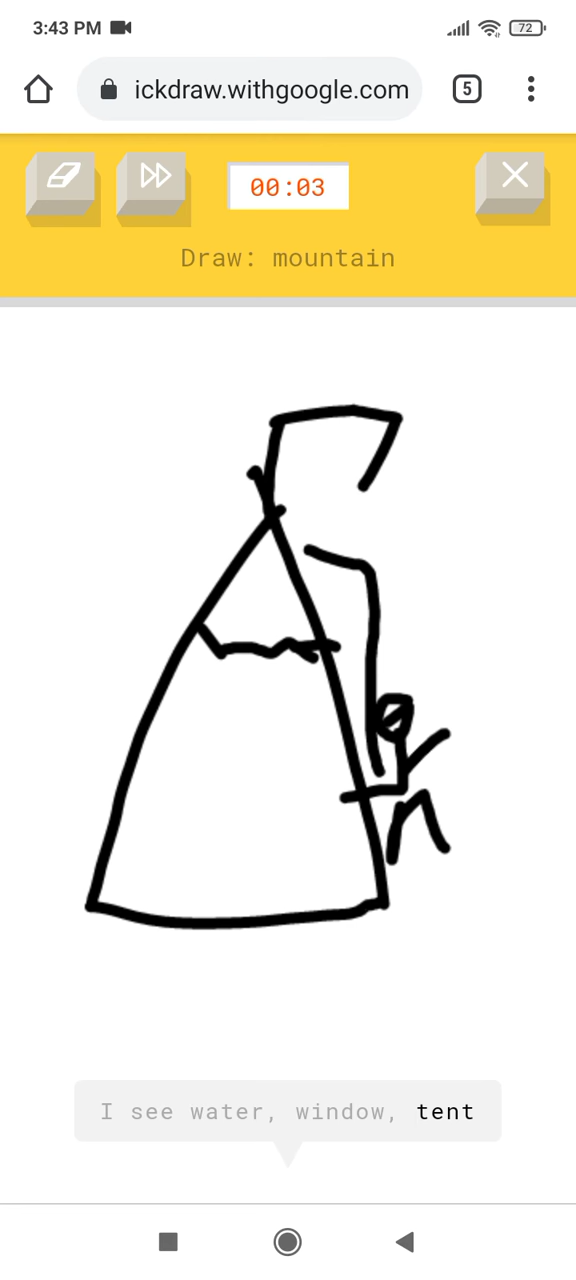 3:43 PM 72
ickdraw.withgoogle.com 5
00:03
Draw: mountain
I see water, window, tent